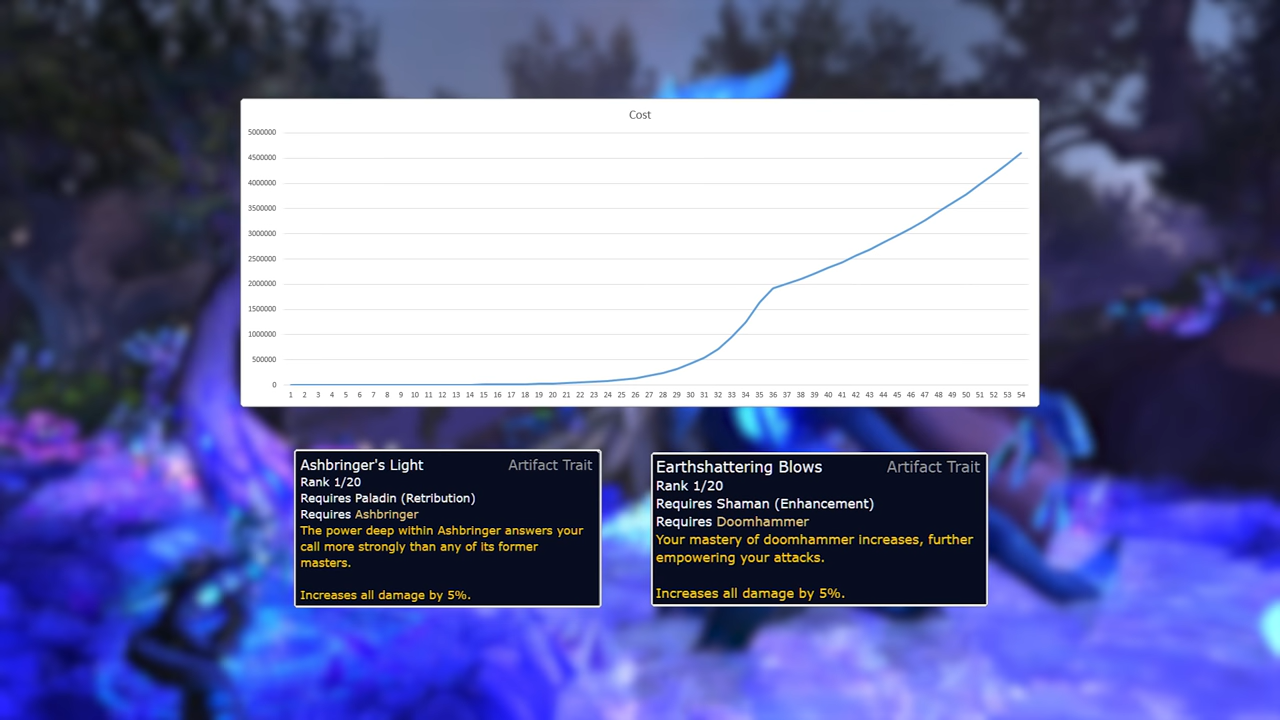 Cost
5000000
4500000
4000000
3500000
3000000
2500000
2000000
1500000
1000000
500000
0
1 2 3 4 5 6 7 8 9 10 11 12 13 14 15 16 17 18 19 20 21 22 23 24 25 26 27 28 29 30 31 32 33 34 35 36 37 38 39 40 41 42 43 44 45 46 47 48 49 50 51 52 53 54
Ashbringer's Light Artifact Trait
Rank 1/20
Requires Paladin (Retribution)
Requires Ashbringer
The power deep within Ashbringer answers your
call more strongly than any of its former
masters.
Increases all damage by 5%.
Earthshattering Blows Artifact Trait
Rank 1/20
Requires Shaman (Enhancement)
Requires Doomhammer
Your mastery of doomhammer increases, further
empowering your attacks.
Increases all damage by 5%.